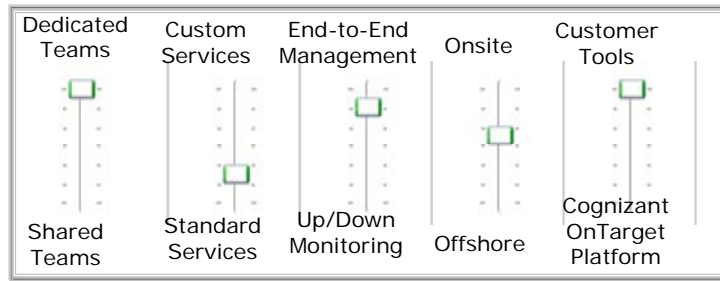 Dedicated
Teams
Custom
Services
End-to-End
Management
Onsite
Customer
Tools
Shared
Teams
Standard
Services
Up/Down
Monitoring
Offshore
Cognizant
OnTarget
Platform